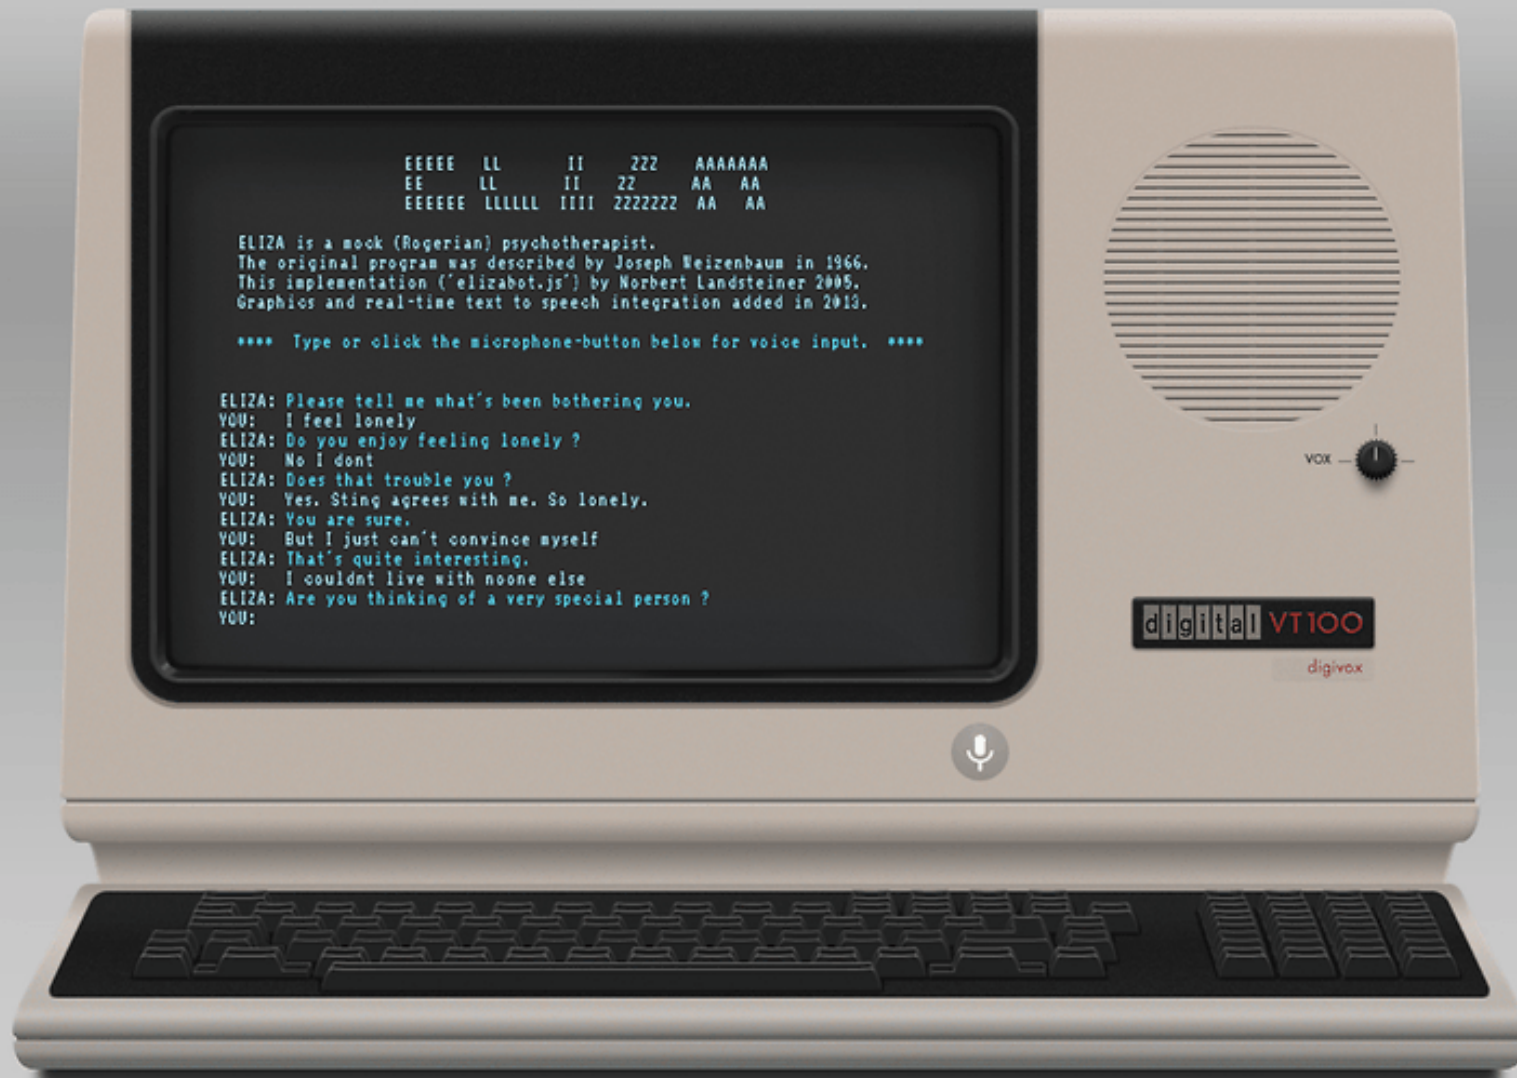 EEEEE LL II ZZZ AAAAAAA
EE LL II ZZ AA AA
EEEEEE LLLLLL IIII ZZZZZZZ AA AA
ELIZA is a mock (Rogerian) psychotherapist.
The original program was described by Joseph Weizenbaum in 1966.
This implementation ('elizabot.js') by Norbert Landsteiner 2005.
Graphics and real-time text to speech integration added in 2013.
**** Type or click the microphone-button below for voice input. ****
ELIZA: Please tell me what's been bothering you.
YOU: I feel lonely
ELIZA: Do you enjoy feeling lonely ?
YOU: No I dont
ELIZA: Does that trouble you ?
YOU: Yes. Sting agrees with me. So lonely.
ELIZA: You are sure.
YOU: But I just can't convince myself
ELIZA: That's quite interesting.
YOU: I couldnt live with noone else
ELIZA: Are you thinking of a very special person ?
YOU:
VOX
digital VT100
digivox